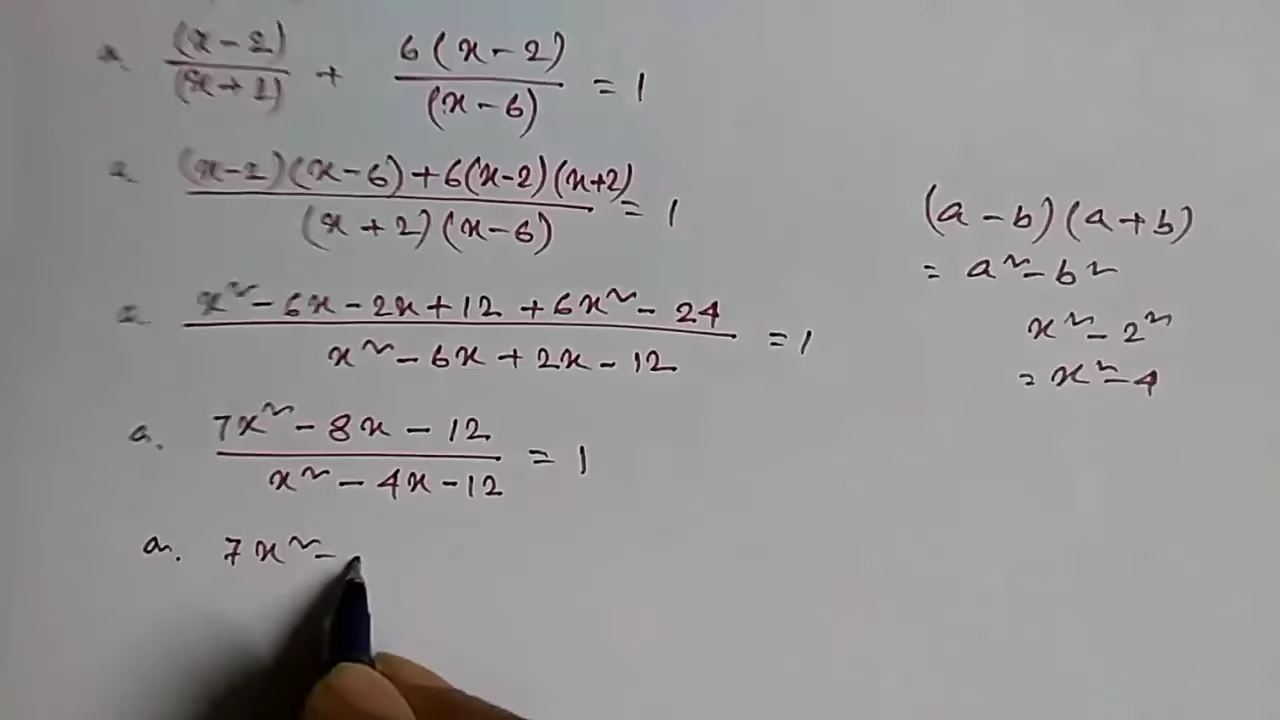 a. (x-2)/(x+2) + 6(x-2)/(x-6) = 1
a. ((x-2)(x-6)+6(x-2)(x+2))/((x+2)(x-6)) = 1
a. (x² - 6x - 2x + 12 + 6x² - 24)/(x² - 6x + 2x - 12) = 1
a. (7x² - 8x - 12)/(x² - 4x - 12) = 1
a. 7x² -
(a - b)(a + b)
= a² - b²
x² - 2²
= x² - 4